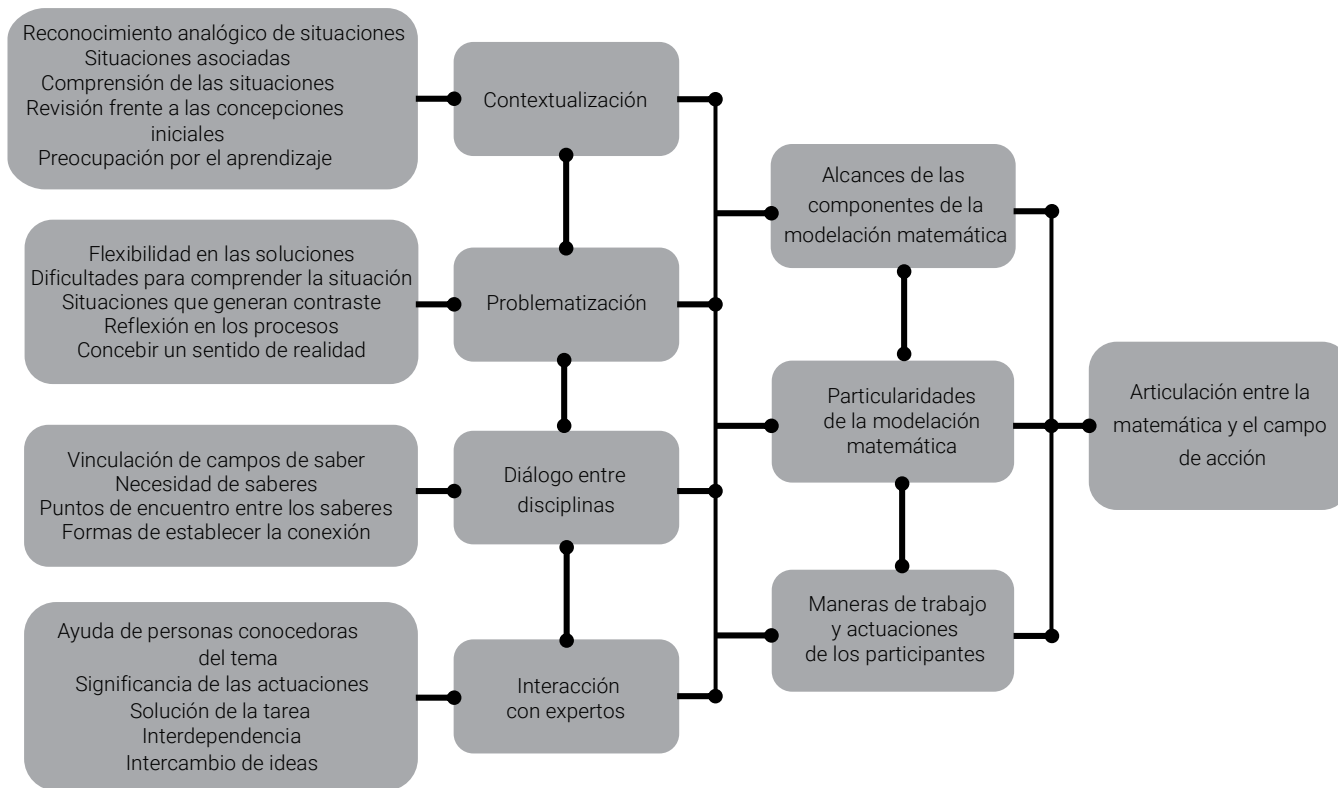 Reconocimiento analógico de situaciones
Situaciones asociadas
Comprensión de las situaciones
Revisión frente a las concepciones
iniciales
Preocupación por el aprendizaje
Flexibilidad en las soluciones
Dificultades para comprender la situación
Situaciones que generan contraste
Reflexión en los procesos
Concebir un sentido de realidad
Vinculación de campos de saber
Necesidad de saberes
Puntos de encuentro entre los saberes
Formas de establecer la conexión
Ayuda de personas conocedoras
del tema
Significancia de las actuaciones
Solución de la tarea
Interdependencia
Intercambio de ideas
Contextualización
Problematización
Diálogo entre
disciplinas
Interacción
con expertos
Alcances de las
componentes de la
modelación matemática
Particularidades
de la modelación
matemática
Maneras de trabajo
y actuaciones
de los participantes
Articulación entre la
matemática y el campo
de acción